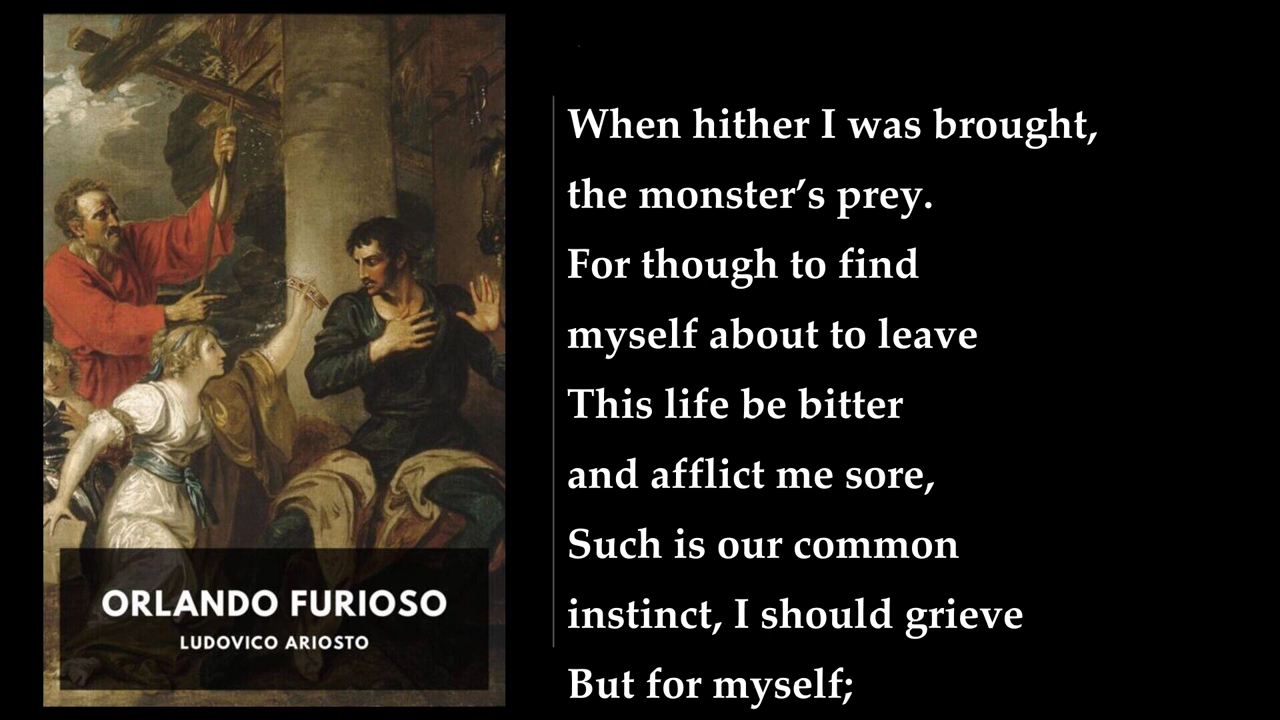 ORLANDO FURIOSO
LUDOVICO ARIOSTO
When hither I was brought,
the monster’s prey.
For though to find
myself about to leave
This life be bitter
and afflict me sore,
Such is our common
instinct, I should grieve
But for myself;